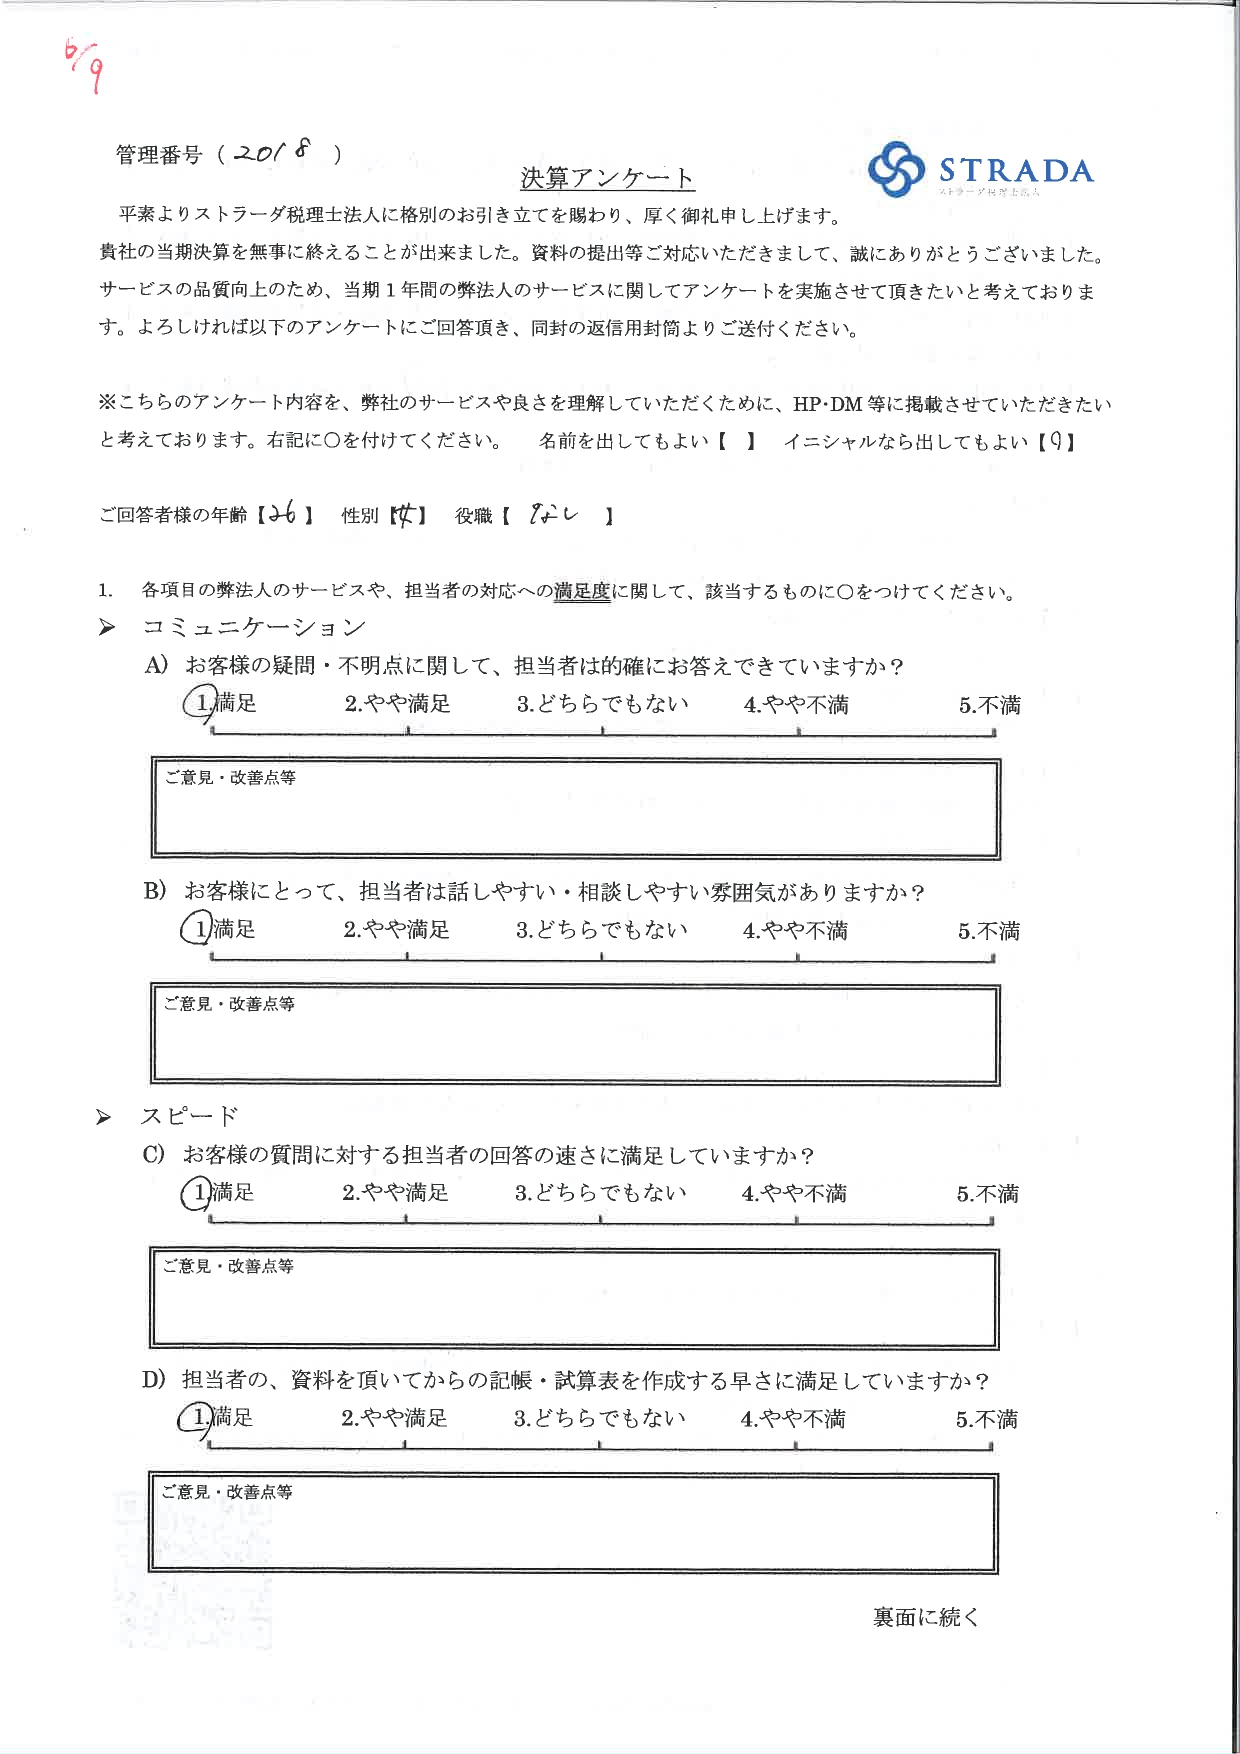 6/9
管理番号（ 2018 ）
STRADA
ストラーダ税理士法人
決算アンケート
平素よりストラーダ税理士法人に格別のお引き立てを賜わり、厚く御礼申し上げます。
貴社の当期決算を無事に終えることが出来ました。資料の提出等ご対応いただきまして、誠にありがとうございました。
サービスの品質向上のため、当期１年間の弊法人のサービスに関してアンケートを実施させて頂きたいと考えておりま
す。よろしければ以下のアンケートにご回答頂き、同封の返信用封筒よりご送付ください。
※こちらのアンケート内容を、弊社のサービスや良さを理解していただくために、HP･DM 等に掲載させていただきたい
と考えております。右記に〇を付けてください。　名前を出してもよい【　】　イニシャルなら出してもよい【〇】
ご回答者様の年齢【26】　性別【女】　役職【　なし　】
1.　各項目の弊法人のサービスや、担当者の対応への満足度に関して、該当するものに〇をつけてください。
➢　コミュニケーション
A)　お客様の疑問・不明点に関して、担当者は的確にお答えできていますか？
1.満足　2.やや満足　3.どちらでもない　4.やや不満　5.不満
ご意見・改善点等
B)　お客様にとって、担当者は話しやすい・相談しやすい雰囲気がありますか？
1.満足　2.やや満足　3.どちらでもない　4.やや不満　5.不満
ご意見・改善点等
➢　スピード
C)　お客様の質問に対する担当者の回答の速さに満足していますか？
1.満足　2.やや満足　3.どちらでもない　4.やや不満　5.不満
ご意見・改善点等
D)　担当者の、資料を頂いてからの記帳・試算表を作成する早さに満足していますか？
1.満足　2.やや満足　3.どちらでもない　4.やや不満　5.不満
ご意見・改善点等
裏面に続く